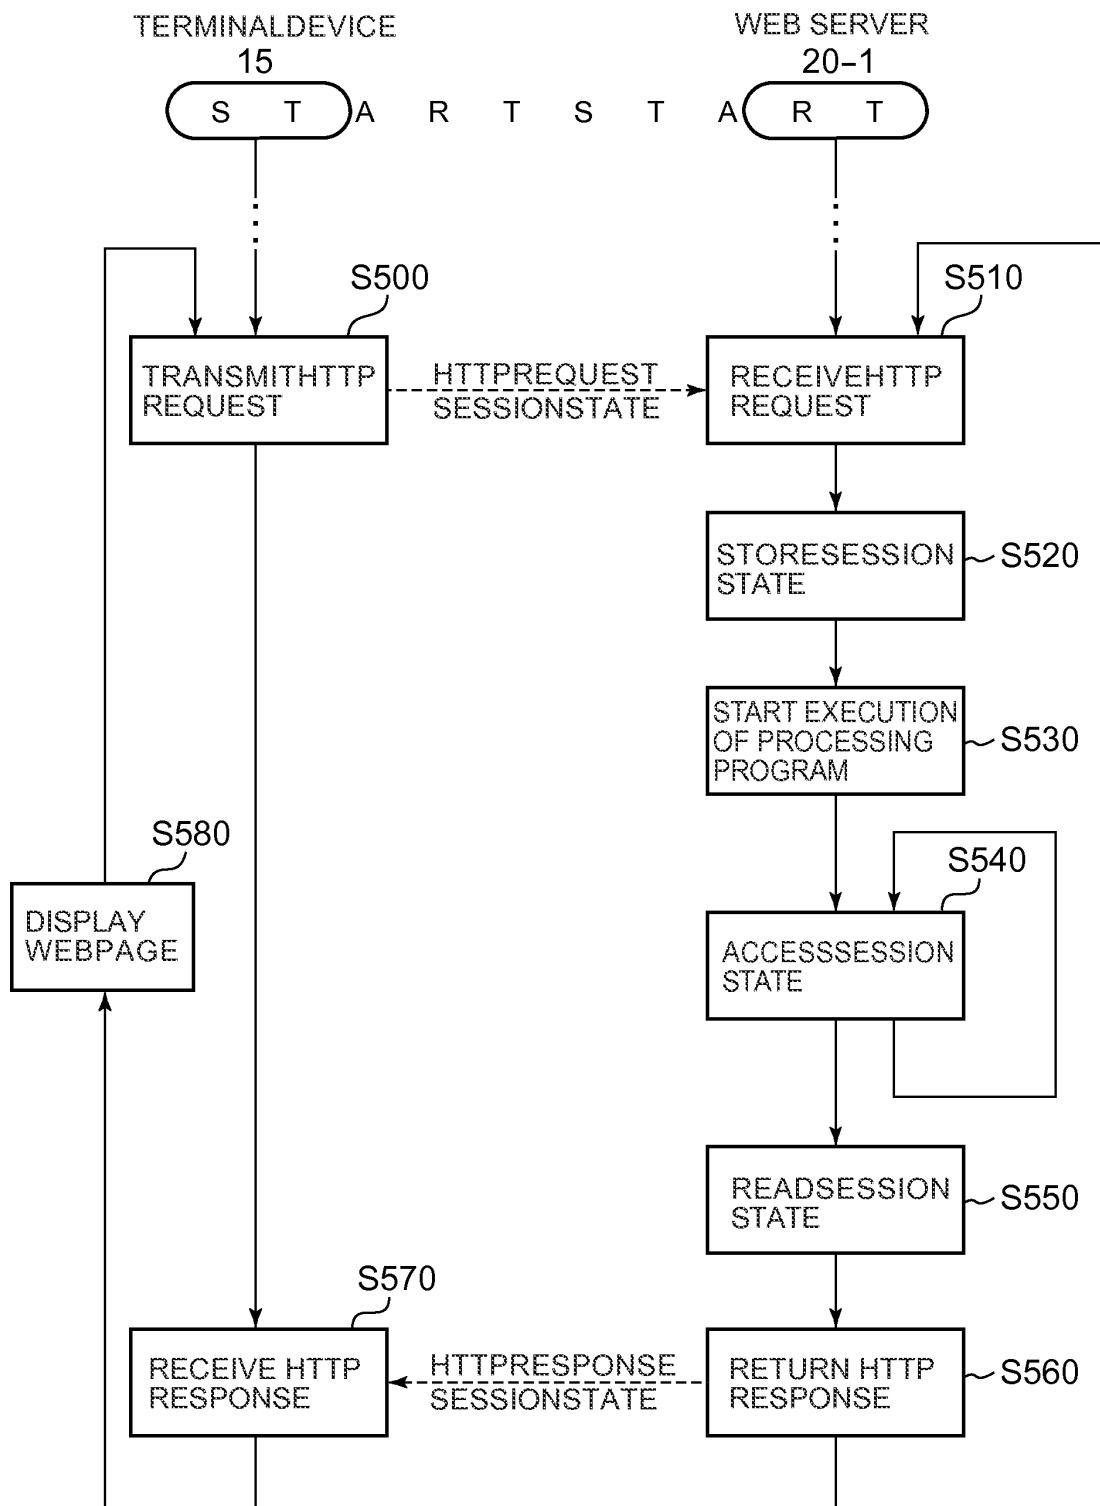 TERMINALDEVICE
15
WEB SERVER
20-1
S T A R T S T A R T
S500
S510
TRANSMITHTTP
REQUEST
HTTPREQUEST
SESSIONSTATE
RECEIVEHTTP
REQUEST
STORESESSION
STATE
S520
START EXECUTION
OF PROCESSING
PROGRAM
S530
S580
DISPLAY
WEBPAGE
S540
ACCESSSESSION
STATE
READSESSION
STATE
S550
S570
RECEIVE HTTP
RESPONSE
HTTPRESPONSE
SESSIONSTATE
RETURN HTTP
RESPONSE
S560